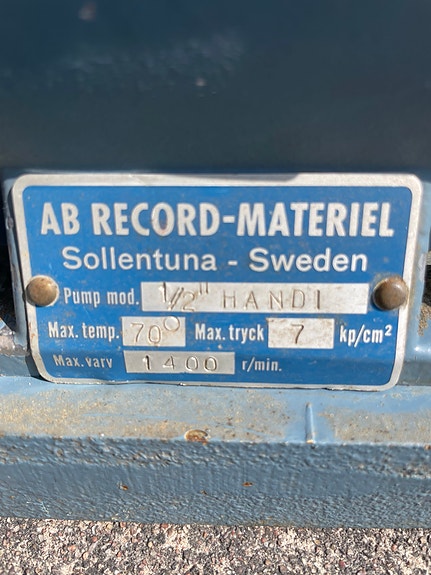 AB RECORD-MATERIEL
Sollentuna - Sweden
Pump mod. 1/2" HANDI
Max. temp. 70° Max. tryck 7 kp/cm²
Max. varv 1400 r/min.